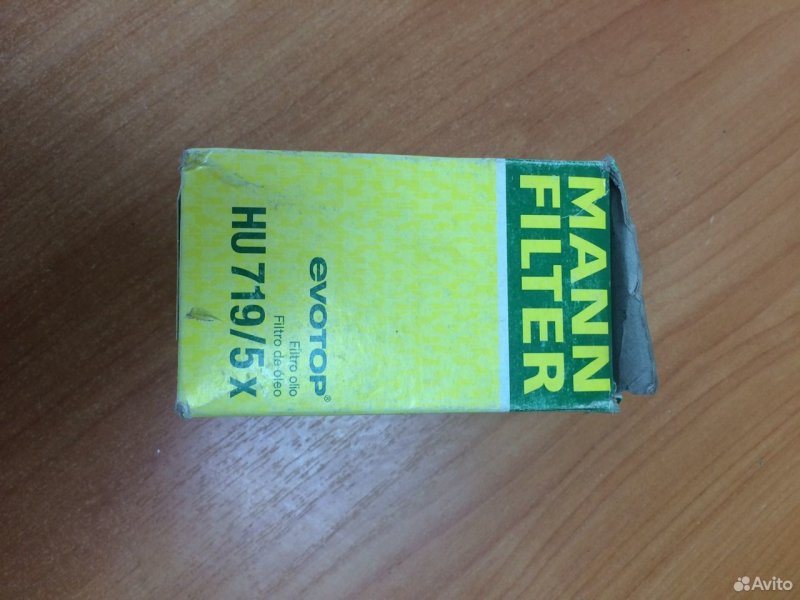 MANN
FILTER
evoTOP®
Filtro olio
Filtro de óleo
HU 719/5 x
Avito